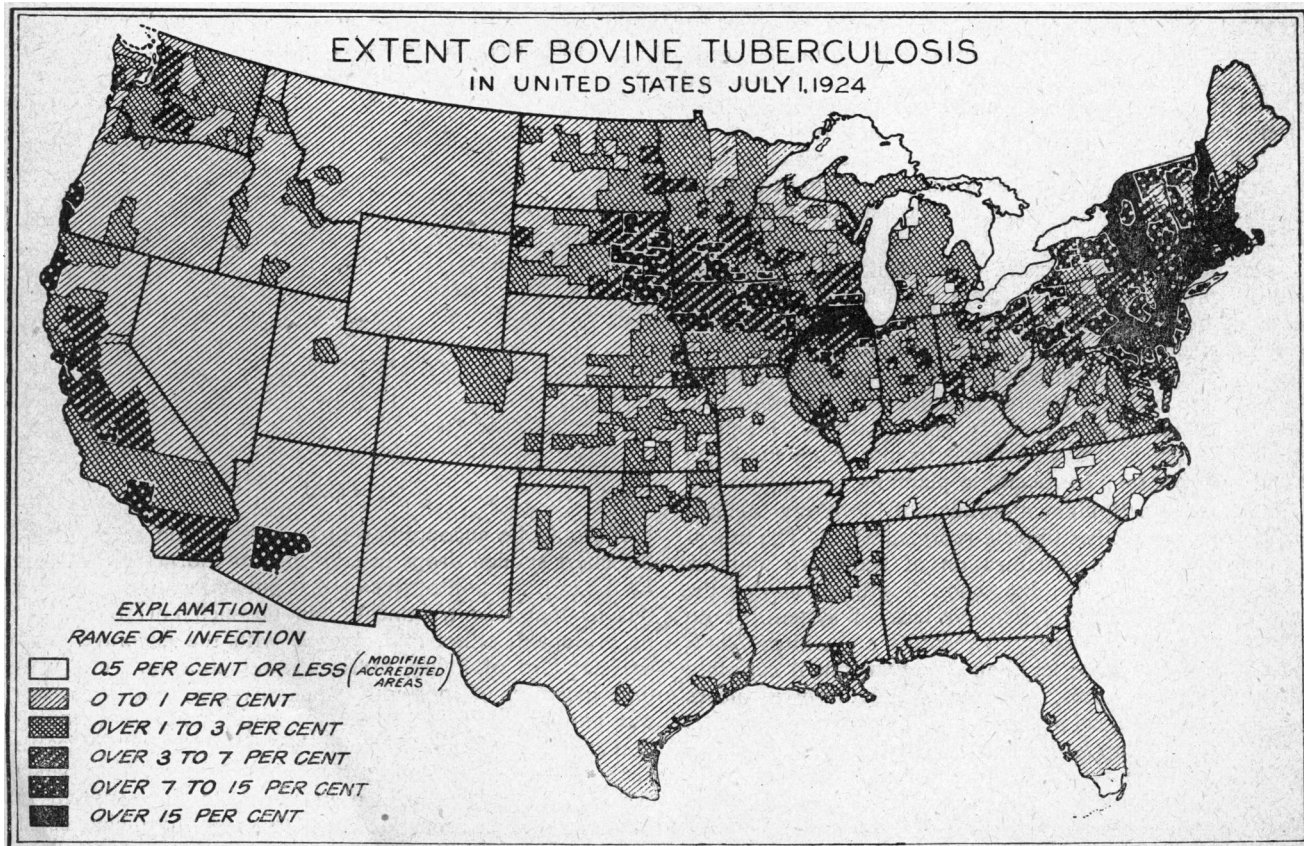 EXTENT OF BOVINE TUBERCULOSIS
IN UNITED STATES JULY 1, 1924
EXPLANATION
RANGE OF INFECTION
0.5 PER CENT OR LESS (MODIFIED ACCREDITED AREAS)
0 TO 1 PER CENT
OVER 1 TO 3 PER CENT
OVER 3 TO 7 PER CENT
OVER 7 TO 15 PER CENT
OVER 15 PER CENT